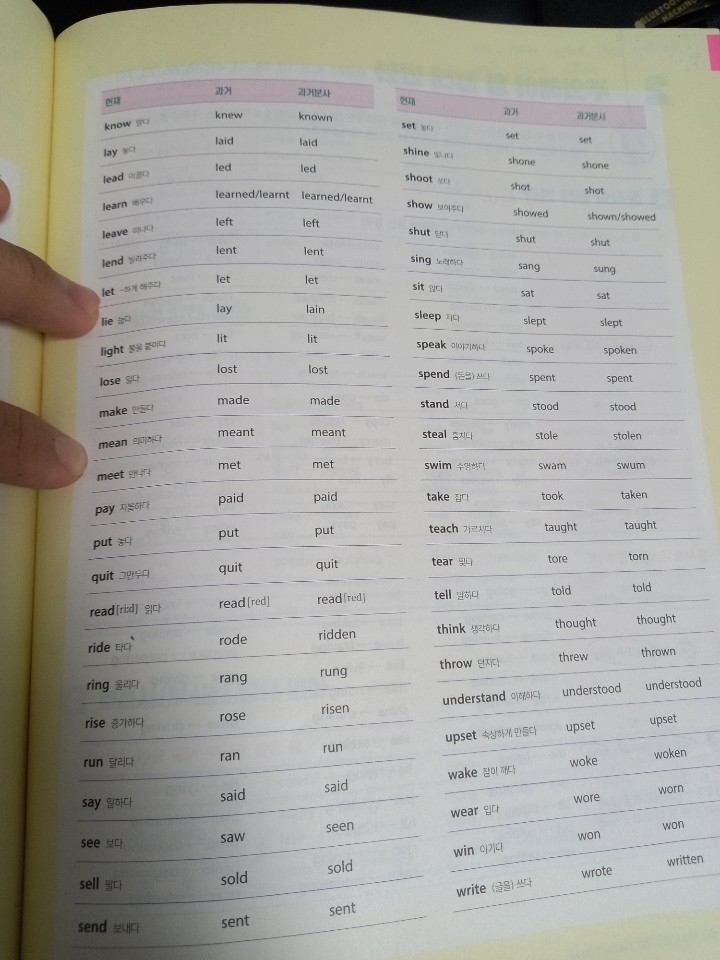 BLUETOOTH
HACKING
현재 과거 과거분사
know 알다 knew known
lay 놓다 laid laid
lead 이끌다 led led
learn 배우다 learned/learnt learned/learnt
leave 떠나다 left left
lend 빌려주다 lent lent
let ~하게 해주다 let let
lie 눕다 lay lain
light 불을 붙이다 lit lit
lose 잃다 lost lost
make 만들다 made made
mean 의미하다 meant meant
meet 만나다 met met
pay 지불하다 paid paid
put 놓다 put put
quit 그만두다 quit quit
read[ri:d] 읽다 read[red] read[red]
ride 타다 rode ridden
ring 울리다 rang rung
rise 증가하다 rose risen
run 달리다 ran run
say 말하다 said said
see 보다 saw seen
sell 팔다 sold sold
send 보내다 sent sent
현재 과거 과거분사
set 놓다 set set
shine 빛나다 shone shone
shoot 쏘다 shot shot
show 보여주다 showed shown/showed
shut 닫다 shut shut
sing 노래하다 sang sung
sit 앉다 sat sat
sleep 자다 slept slept
speak 이야기하다 spoke spoken
spend (돈을) 쓰다 spent spent
stand 서다 stood stood
steal 훔치다 stole stolen
swim 수영하다 swam swum
take 잡다 took taken
teach 가르치다 taught taught
tear 찢다 tore torn
tell 말하다 told told
think 생각하다 thought thought
throw 던지다 threw thrown
understand 이해하다 understood understood
upset 속상하게 만들다 upset upset
wake 잠이 깨다 woke woken
wear 입다 wore worn
win 이기다 won won
write (글을) 쓰다 wrote written